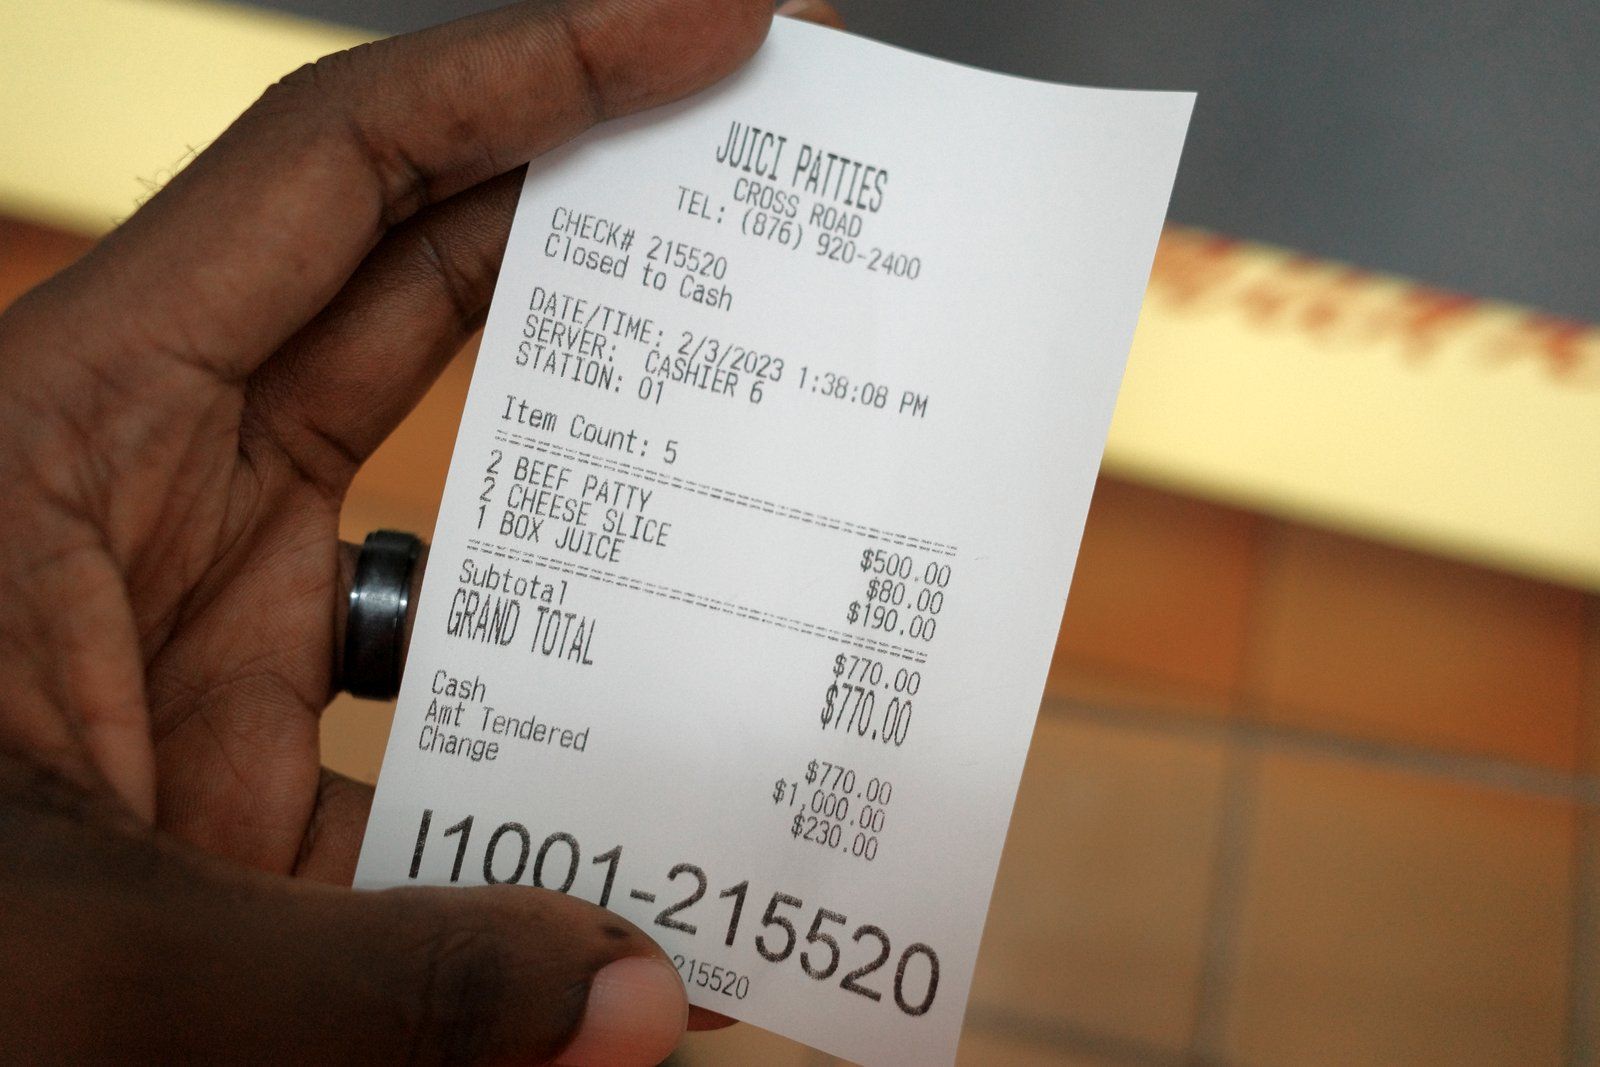 JUICI PATTIES
CROSS ROAD
TEL: (876) 920-2400
CHECK# 215520
Closed to Cash
DATE/TIME: 2/3/2023 1:38:08 PM
SERVER: CASHIER 6
STATION: 01
Item Count: 5
2 BEEF PATTY $500.00
2 CHEESE SLICE $80.00
1 BOX JUICE $190.00
Subtotal $770.00
GRAND TOTAL $770.00
Cash $770.00
Amt Tendered $1,000.00
Change $230.00
I1001-215520
215520